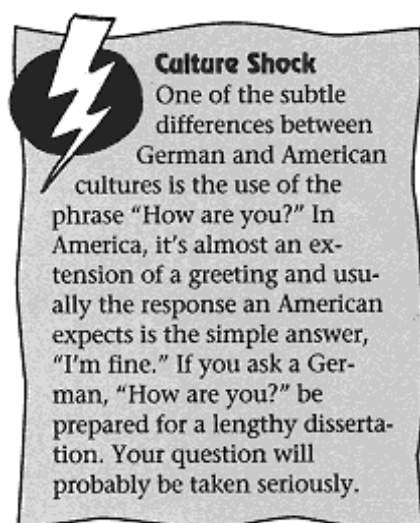 Culture Shock
One of the subtle
differences between
German and American
cultures is the use of the
phrase “How are you?” In
America, it’s almost an ex-
tension of a greeting and usu-
ally the response an American
expects is the simple answer,
“I’m fine.” If you ask a Ger-
man, “How are you?” be
prepared for a lengthy disserta-
tion. Your question will
probably be taken seriously.